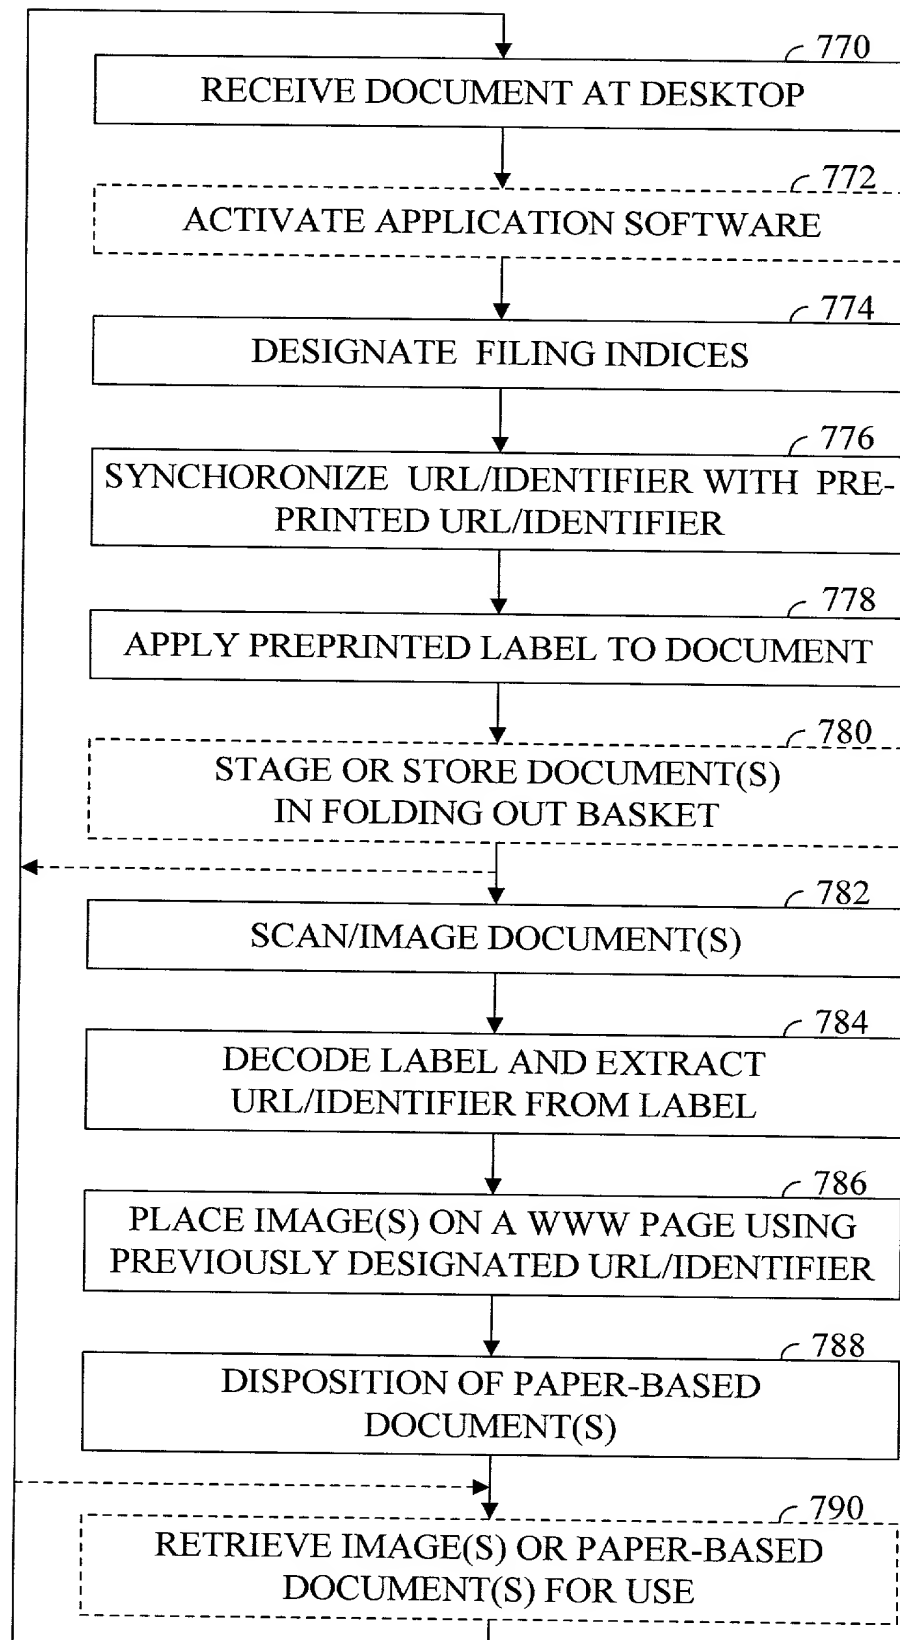 770
RECEIVE DOCUMENT AT DESKTOP
772
ACTIVATE APPLICATION SOFTWARE
774
DESIGNATE FILING INDICES
776
SYNCHORONIZE URL/IDENTIFIER WITH PRE-
PRINTED URL/IDENTIFIER
778
APPLY PREPRINTED LABEL TO DOCUMENT
780
STAGE OR STORE DOCUMENT(S)
IN FOLDING OUT BASKET
782
SCAN/IMAGE DOCUMENT(S)
784
DECODE LABEL AND EXTRACT
URL/IDENTIFIER FROM LABEL
786
PLACE IMAGE(S) ON A WWW PAGE USING
PREVIOUSLY DESIGNATED URL/IDENTIFIER
788
DISPOSITION OF PAPER-BASED
DOCUMENT(S)
790
RETRIEVE IMAGE(S) OR PAPER-BASED
DOCUMENT(S) FOR USE